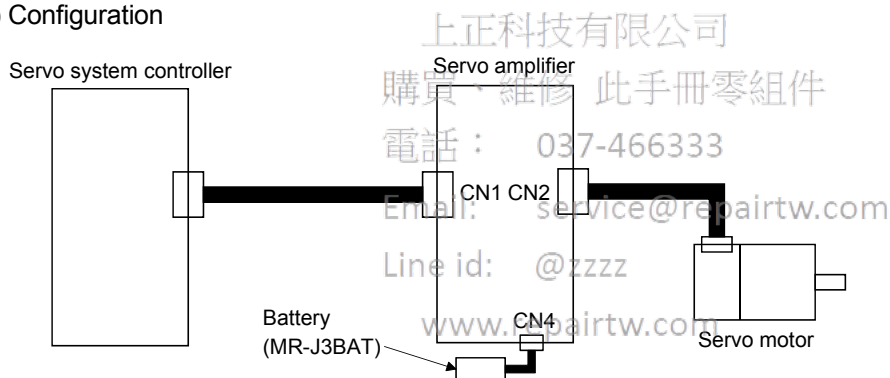 ) Configuration
上正科技有限公司
Servo system controller
Servo amplifier
購買、維修 此手冊零組件
電話： 037-466333
CN1 CN2
Email: service@repairtw.com
Line id: @zzzz
Battery
(MR-J3BAT)
CN4
www.repairtw.com
Servo motor